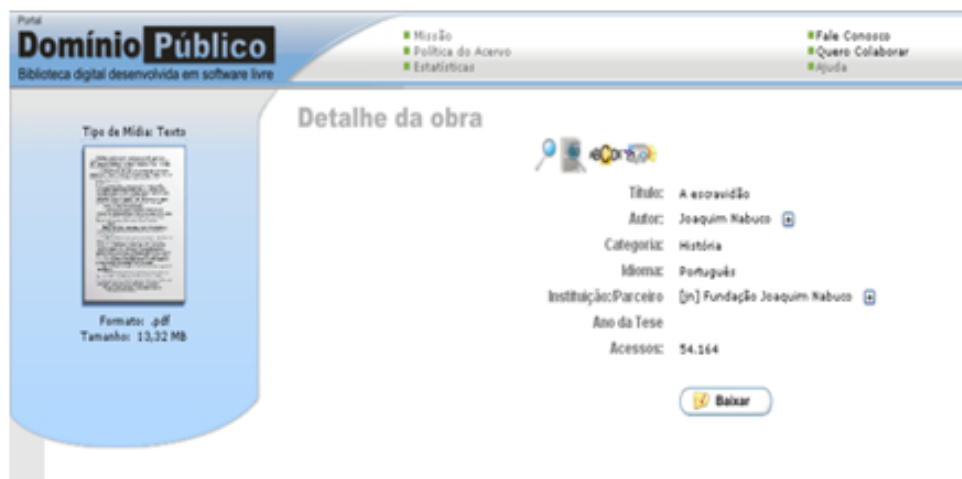 Portal
Domínio Público
Biblioteca digital desenvolvida em software livre
Missão
Política do Acervo
Estatísticas
Fale Conosco
Quero Colaborar
Ajuda
Tipo de Mídia: Texto
Formato: .pdf
Tamanho: 13,32 MB
Detalhe da obra
Título: A escravidão
Autor: Joaquim Nabuco
Categoria: História
Idioma: Português
Instituição:/Parceiro [jn] Fundação Joaquim Nabuco
Ano da Tese
Acessos: 54.164
Baixar